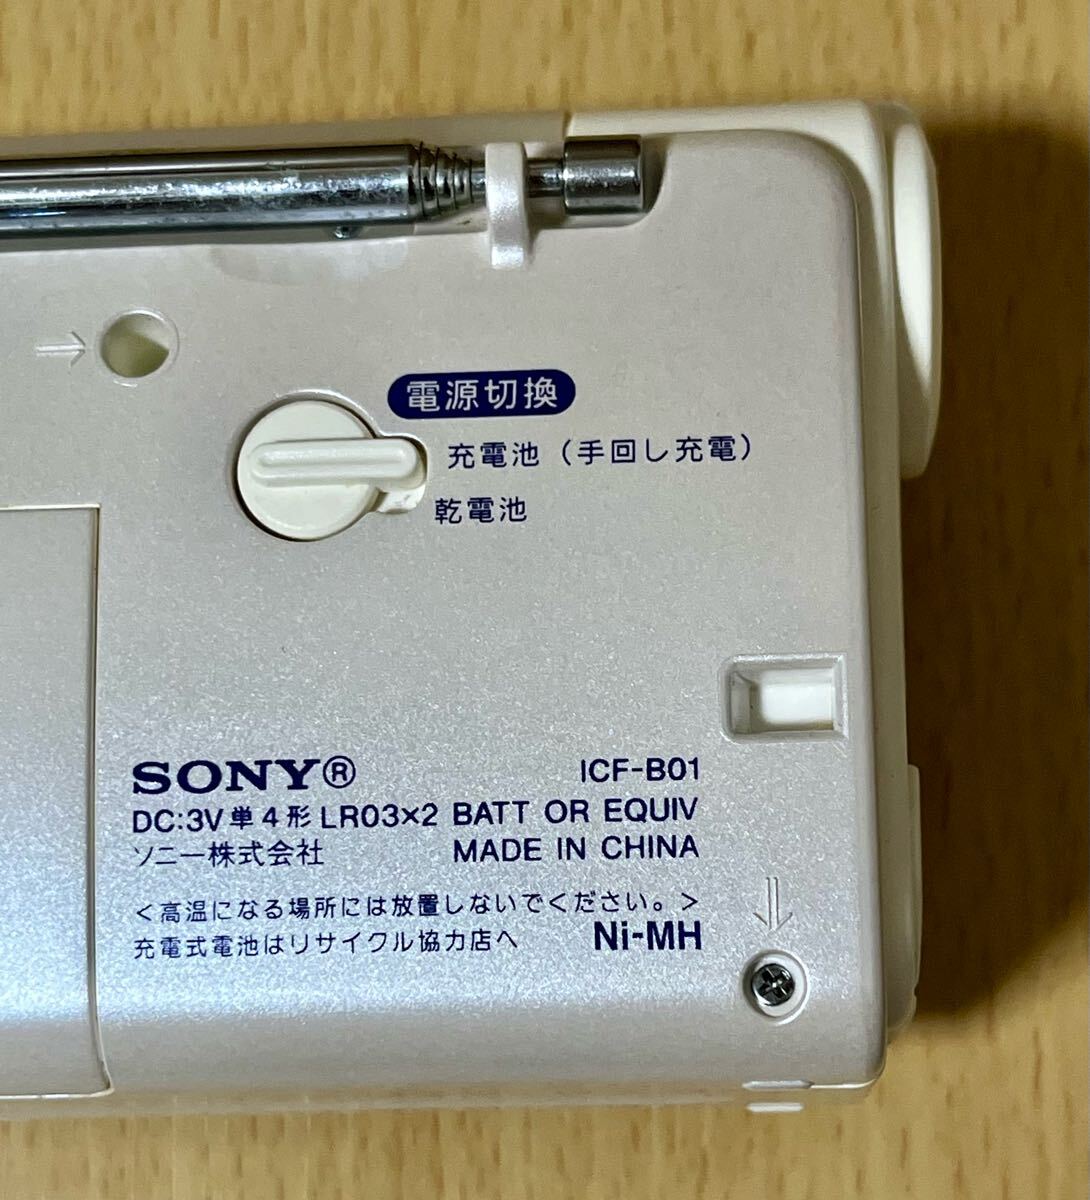 電源切換
充電池（手回し充電）
乾電池
SONY® ICF-B01
DC:3V 単4形 LR03×2 BATT OR EQUIV
ソニー株式会社 MADE IN CHINA
＜高温になる場所には放置しないでください。＞
充電式電池はリサイクル協力店へ Ni-MH